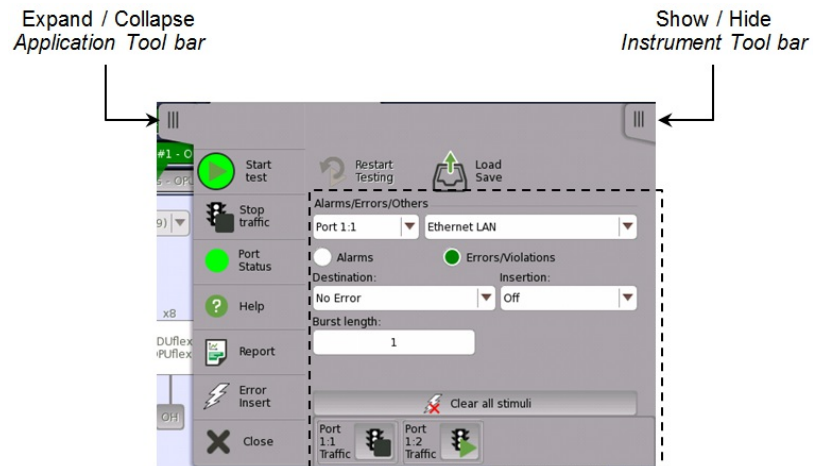 Expand / Collapse
Application Tool bar
Show / Hide
Instrument Tool bar
#1 - O
- OPU
9)
x8
DUflex
PUflex
OH
Start
test
Stop
traffic
Port
Status
? Help
Report
Error
Insert
Close
Restart
Testing
Load
Save
Alarms/Errors/Others
Port 1:1
Ethernet LAN
Alarms
Errors/Violations
Destination:
Insertion:
No Error
Off
Burst length:
1
Clear all stimuli
Port
1:1
Traffic
Port
1:2
Traffic